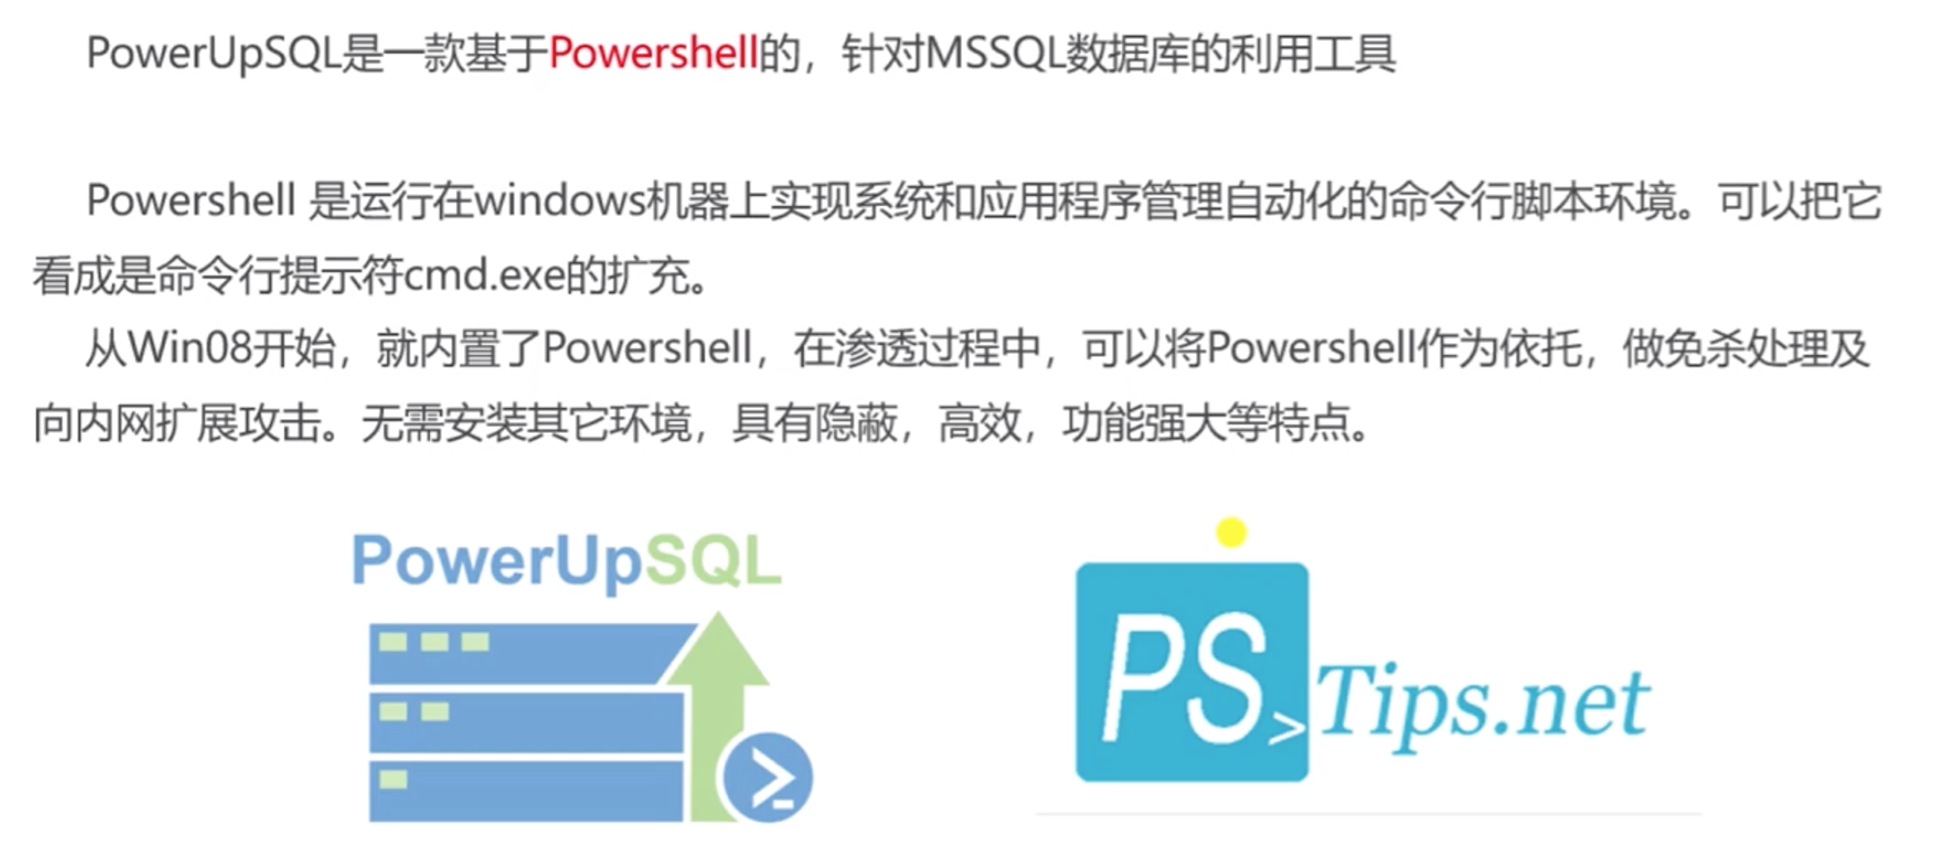 PowerUpSQL是一款基于Powershell的，针对MSSQL数据库的利用工具
Powershell 是运行在windows机器上实现系统和应用程序管理自动化的命令行脚本环境。可以把它
看成是命令行提示符cmd.exe的扩充。
从Win08开始，就内置了Powershell，在渗透过程中，可以将Powershell作为依托，做免杀处理及
向内网扩展攻击。无需安装其它环境，具有隐蔽，高效，功能强大等特点。
PowerUpSQL
PS>Tips.net